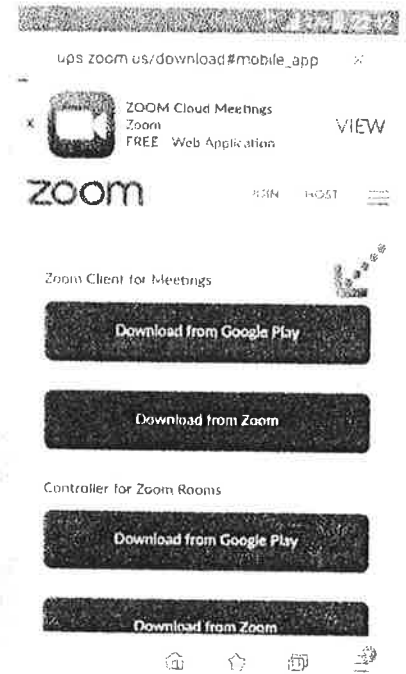 ups zoom us/download#mobile_app
ZOOM Cloud Meetings
Zoom
FREE Web Application
VIEW
zoom
JOIN HOST
Zoom Client for Meetings
Download from Google Play
Download from Zoom
Controller for Zoom Rooms
Download from Google Play
Download from Zoom